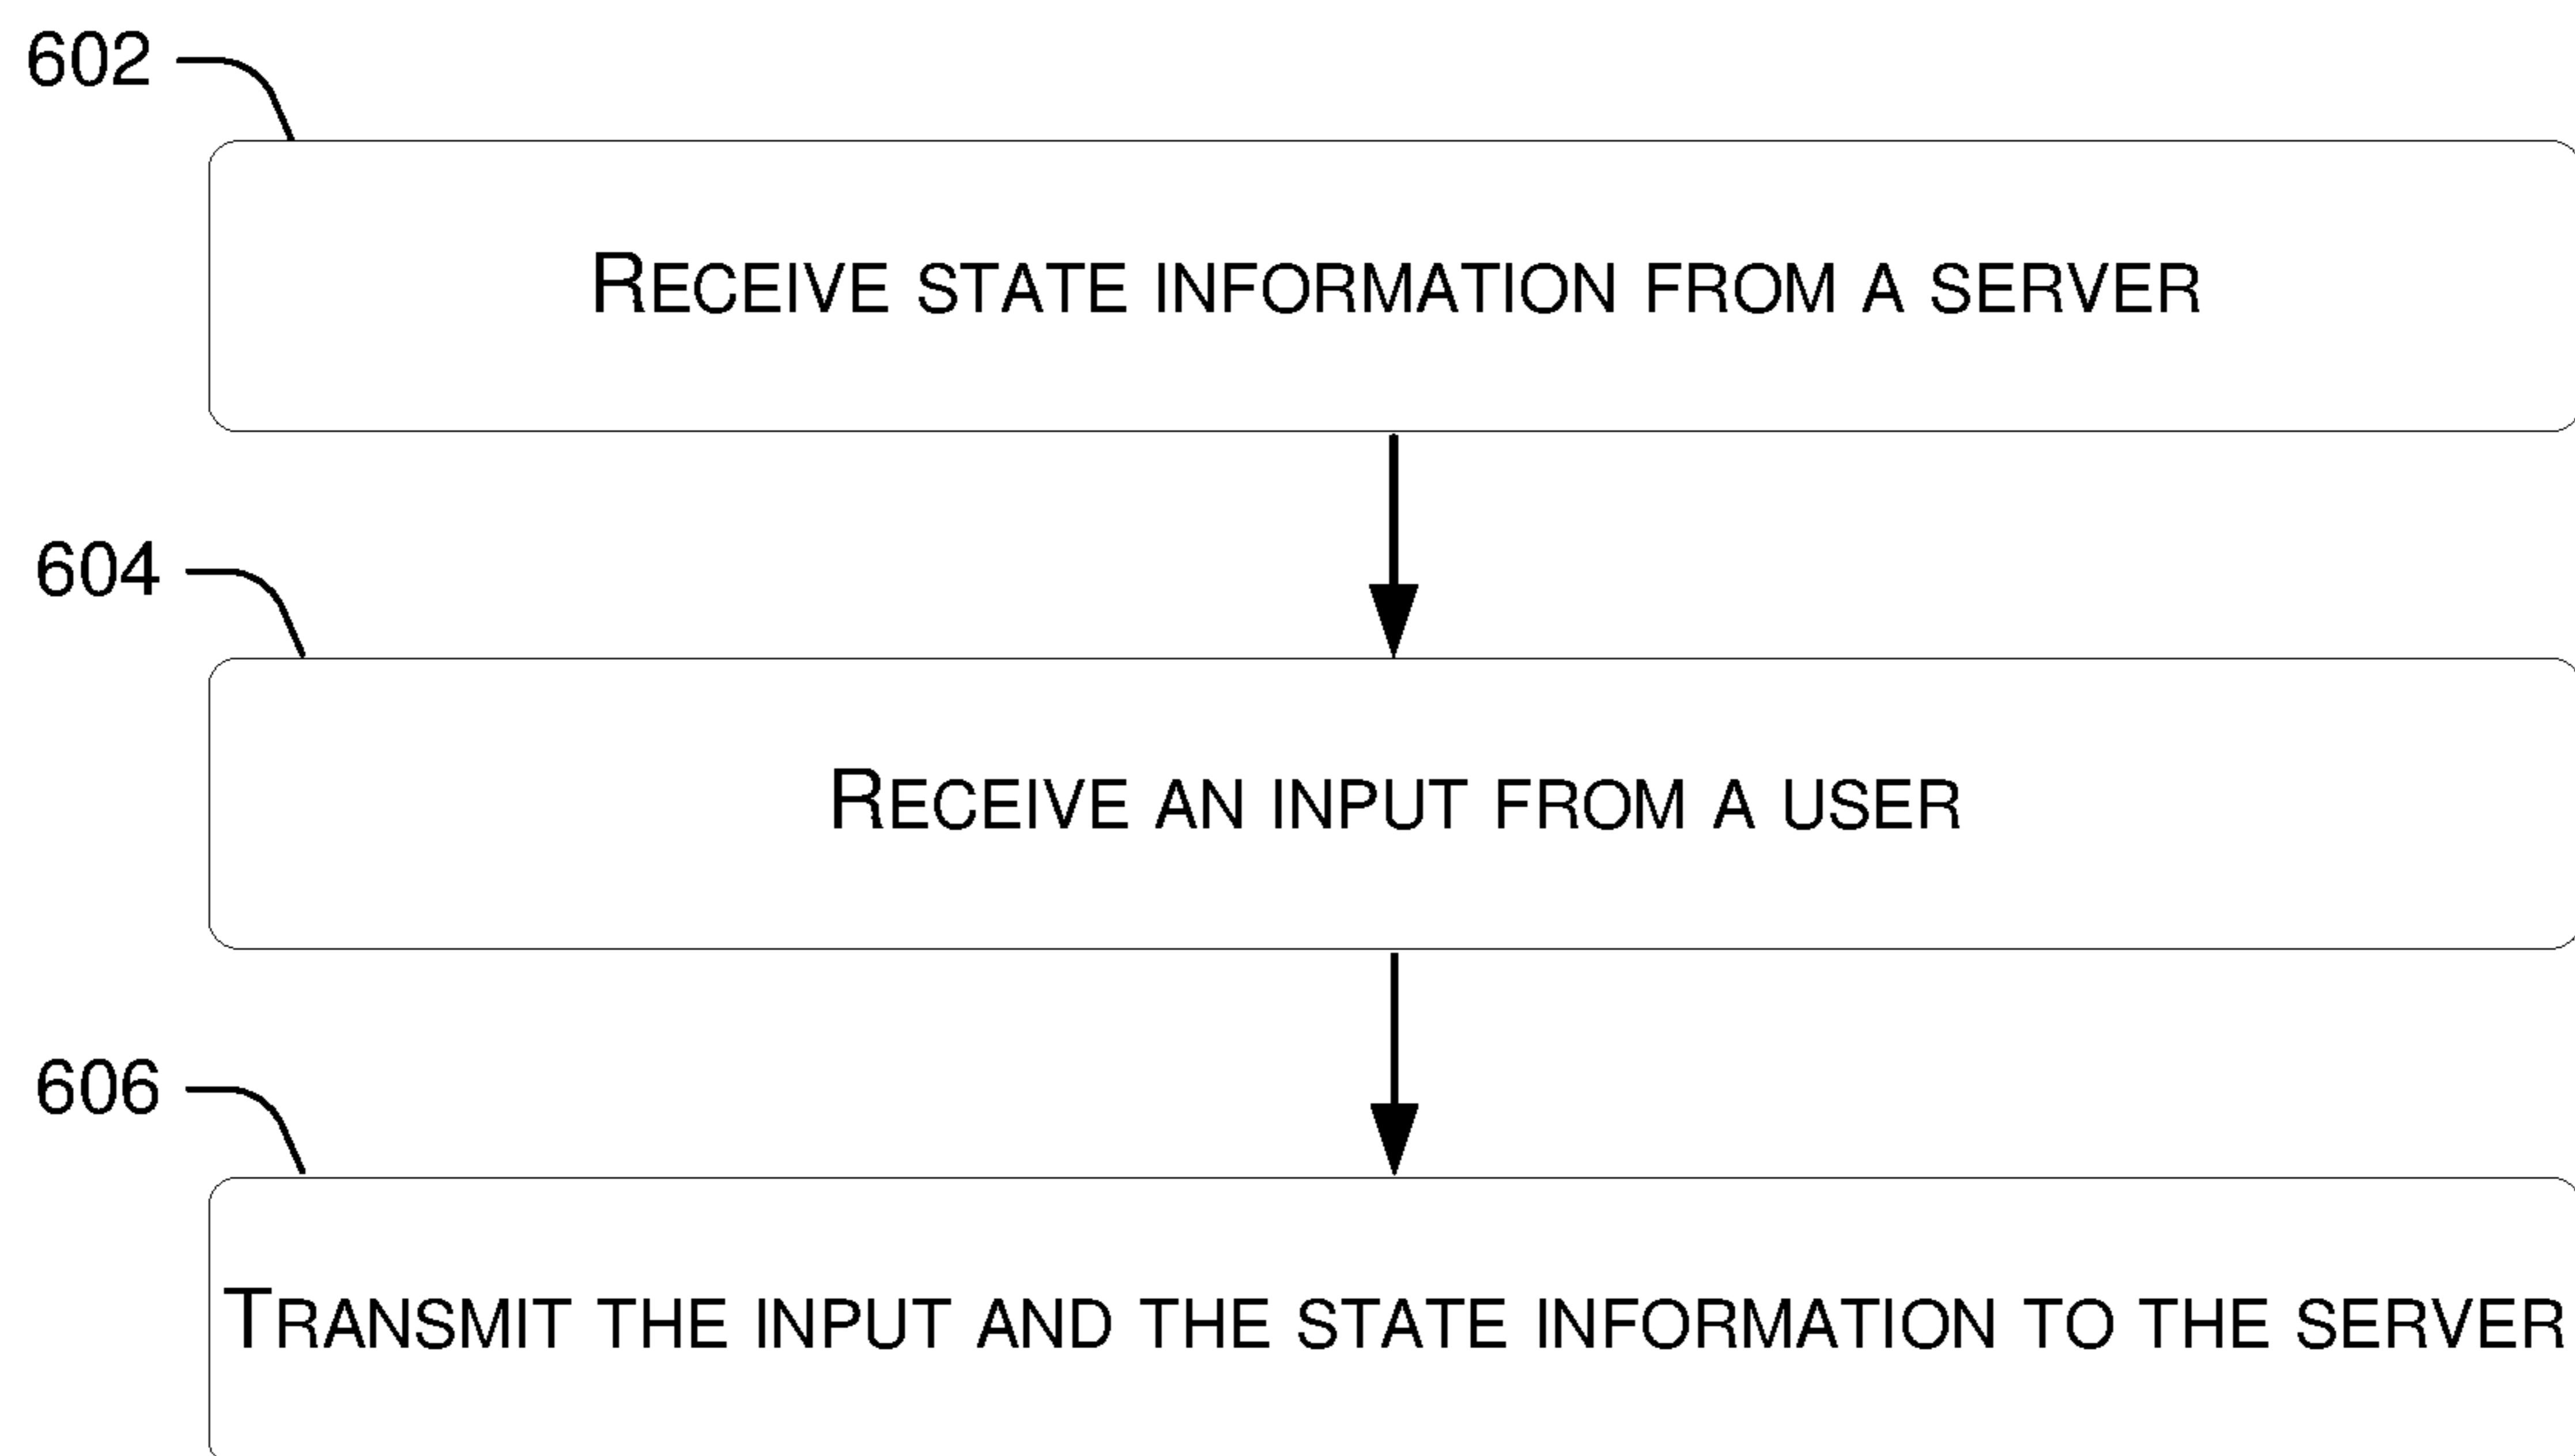 602
RECEIVE STATE INFORMATION FROM A SERVER
604
RECEIVE AN INPUT FROM A USER
606
TRANSMIT THE INPUT AND THE STATE INFORMATION TO THE SERVER